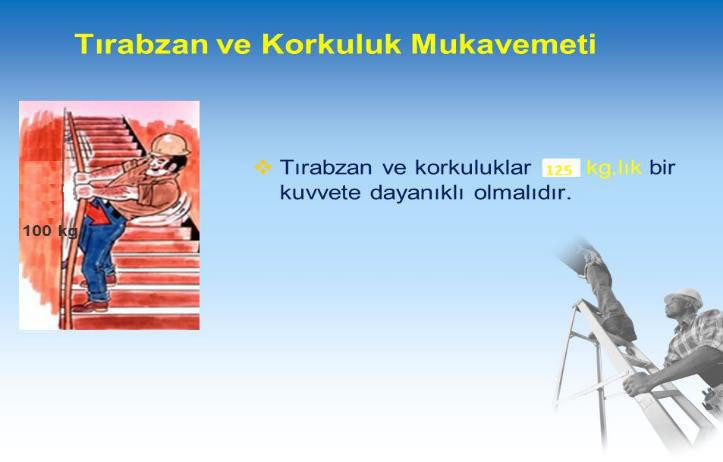 Tırabzan ve Korkuluk Mukavemeti
Tırabzan ve korkuluklar 125 kg.lık bir
kuvvete dayanıklı olmalıdır.
100 kg